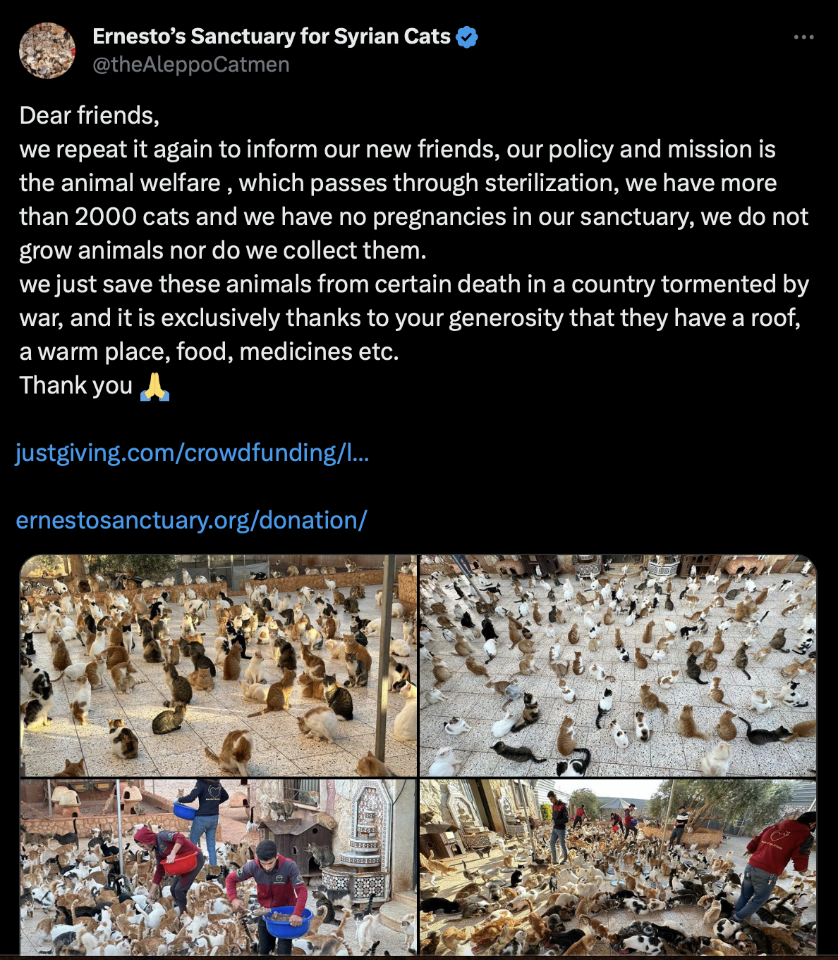 Ernesto's Sanctuary for Syrian Cats
@theAleppoCatmen
Dear friends,
we repeat it again to inform our new friends, our policy and mission is
the animal welfare , which passes through sterilization, we have more
than 2000 cats and we have no pregnancies in our sanctuary, we do not
grow animals nor do we collect them.
we just save these animals from certain death in a country tormented by
war, and it is exclusively thanks to your generosity that they have a roof,
a warm place, food, medicines etc.
Thank you 🙏
justgiving.com/crowdfunding/l...
ernestosanctuary.org/donation/